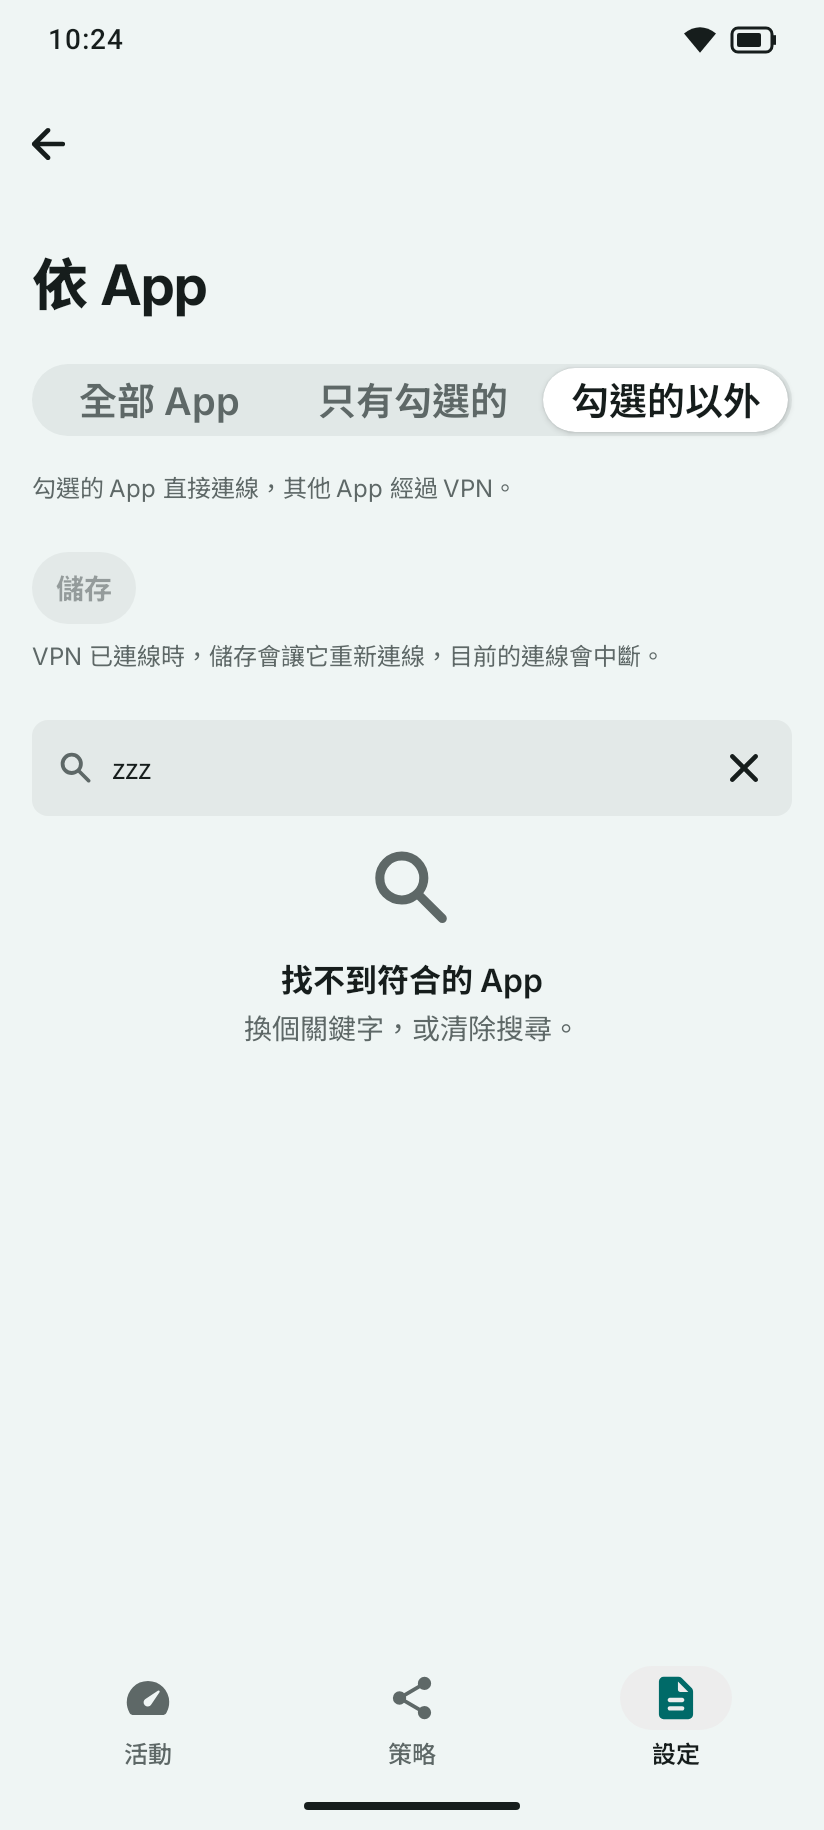 10:24
依 App
全部 App 只有勾選的 勾選的以外
勾選的 App 直接連線，其他 App 經過 VPN。
儲存
VPN 已連線時，儲存會讓它重新連線，目前的連線會中斷。
zzz
找不到符合的 App
換個關鍵字，或清除搜尋。
活動 策略 設定